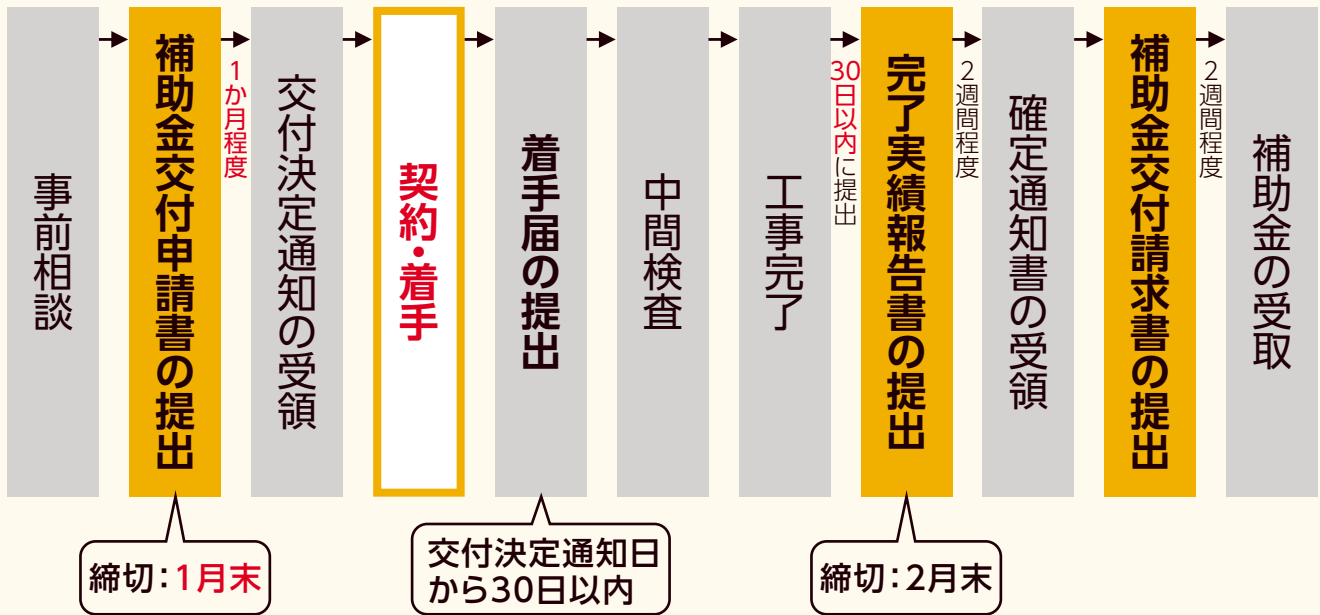 事前相談
補助金交付申請書の提出
1か月程度
交付決定通知の受領
契約・着手
着手届の提出
中間検査
工事完了
30日以内に提出
完了実績報告書の提出
2週間程度
確定通知書の受領
補助金交付請求書の提出
2週間程度
補助金の受取
締切：1月末
交付決定通知日
から30日以内
締切：2月末